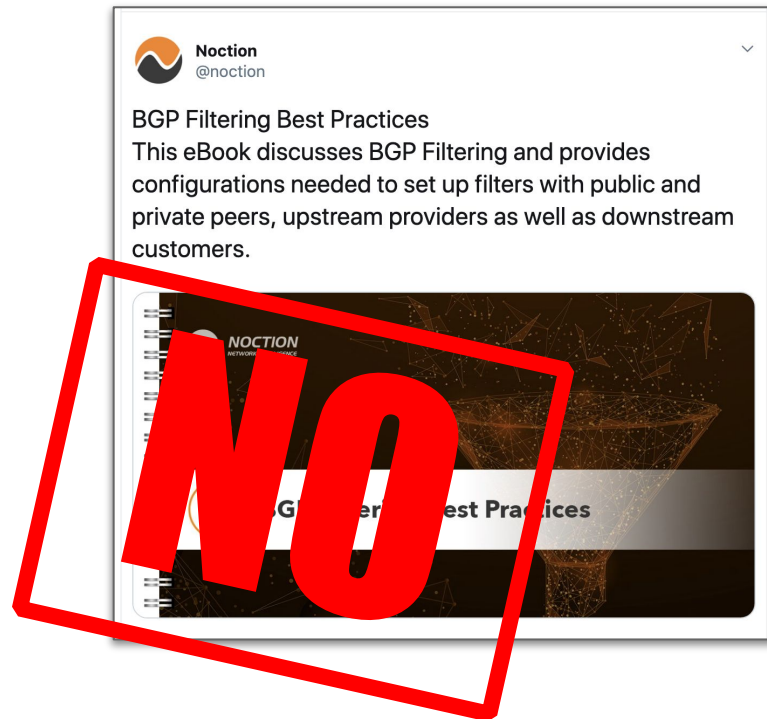 Noction
@noction
BGP Filtering Best Practices
This eBook discusses BGP Filtering and provides
configurations needed to set up filters with public and
private peers, upstream providers as well as downstream
customers.
NOCTION
NETWORK
NO
Practices